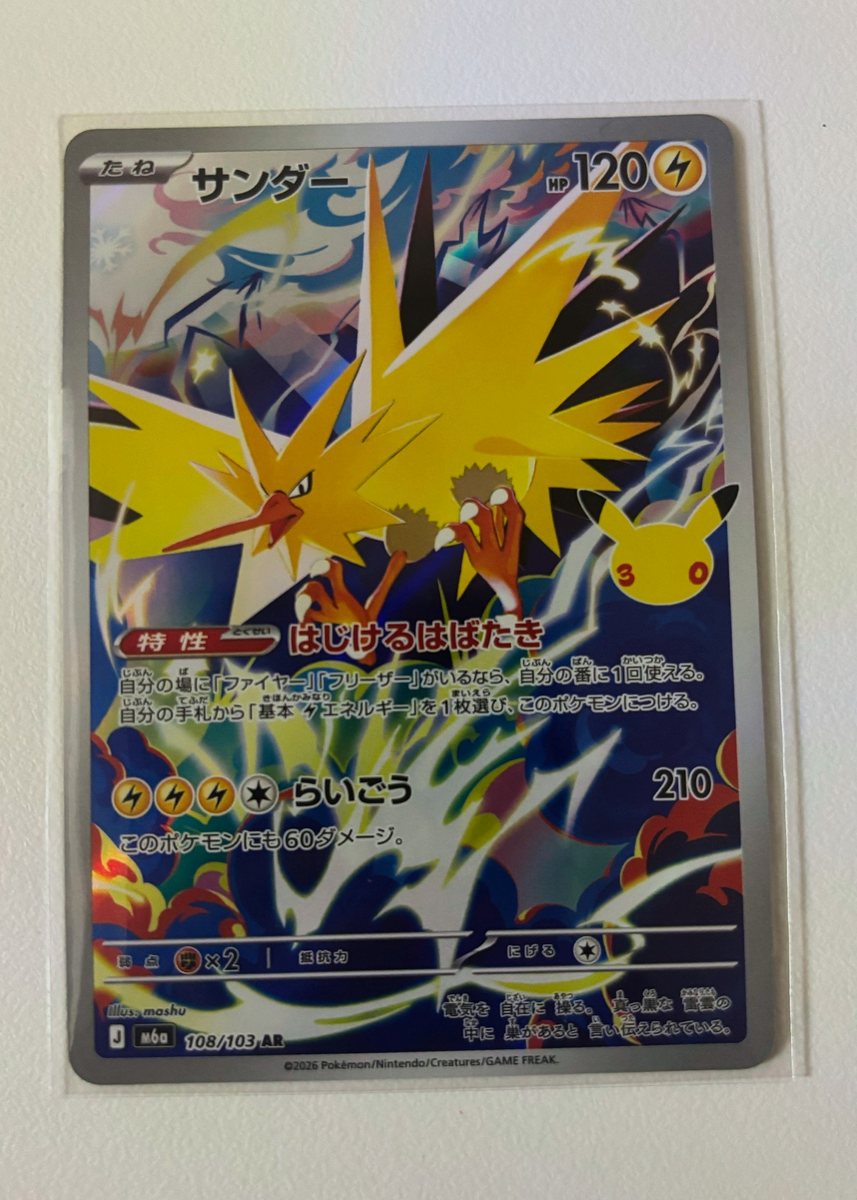 たね サンダー HP 120
30
特性 とくせい はじけるはばたき
自分の場に「ファイヤー」「フリーザー」がいるなら、自分の番に1回使える。
自分の手札から「基本エネルギー」を1枚選び、このポケモンにつける。
らいごう 210
このポケモンにも60ダメージ。
弱点 ×2 抵抗力 にげる
電気を 自在に 操る。真っ黒な 雷雲の
中に 巣があると 言い伝えられている。
Illus. mashu
J M6a 108/103 AR
©2026 Pokémon/Nintendo/Creatures/GAME FREAK.